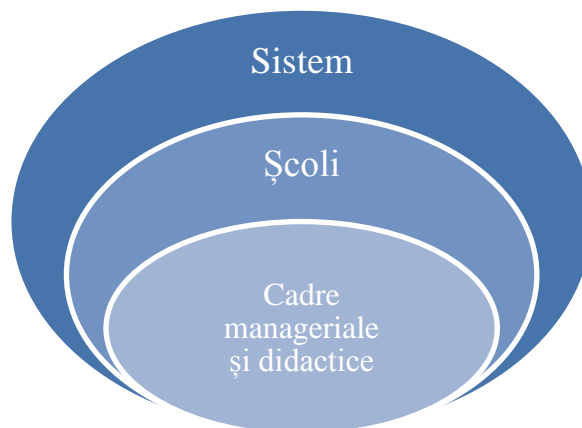 Sistem
Școli
Cadre
manageriale
și didactice